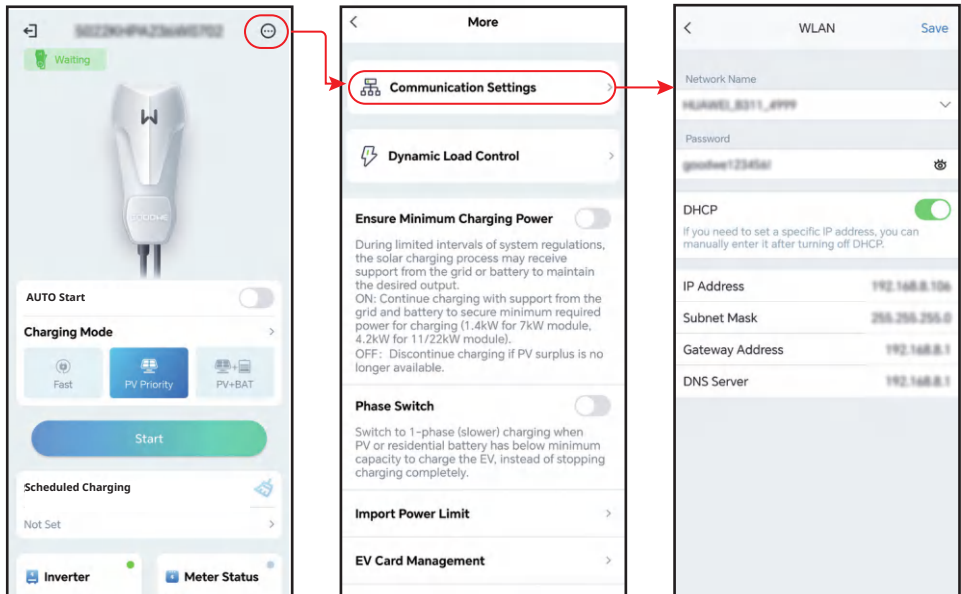 Waiting
GOODWE
AUTO Start
Charging Mode
Fast
PV Priority
PV+BAT
Start
Scheduled Charging
Not Set
Inverter
Meter Status
More
Communication Settings
Dynamic Load Control
Ensure Minimum Charging Power
During limited intervals of system regulations,
the solar charging process may receive
support from the grid or battery to maintain
the desired output.
ON: Continue charging with support from the
grid and battery to secure minimum required
power for charging (1.4kW for 7kW module,
4.2kW for 11/22kW module).
OFF: Discontinue charging if PV surplus is no
longer available.
Phase Switch
Switch to 1-phase (slower) charging when
PV or residential battery has below minimum
capacity to charge the EV, instead of stopping
charging completely.
Import Power Limit
EV Card Management
WLAN
Save
Network Name
Password
DHCP
If you need to set a specific IP address, you can
manually enter it after turning off DHCP.
IP Address
192.168.8.106
Subnet Mask
255.255.255.0
Gateway Address
192.168.8.1
DNS Server
192.168.8.1